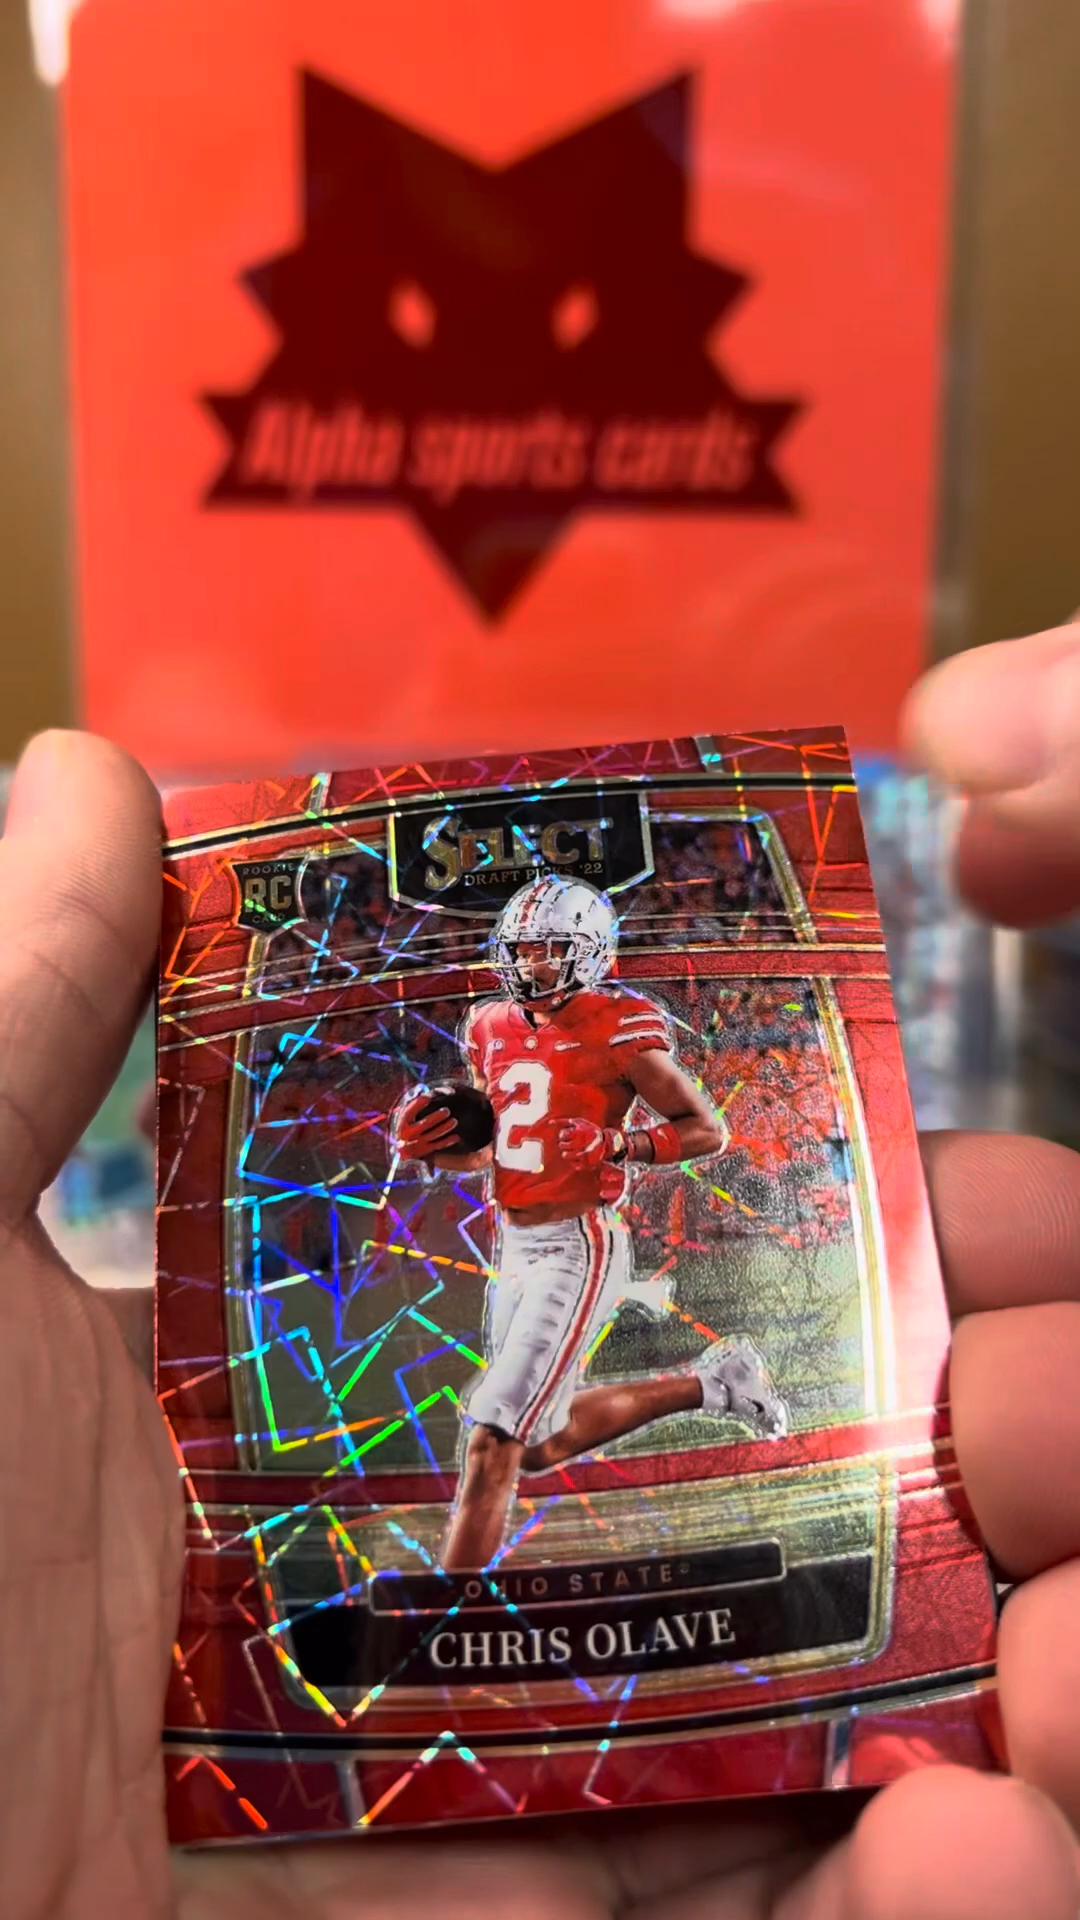 Alpha sports cards
SELECT
DRAFT PICKS '22
ROOKIE
RC
CARD
2
OHIO STATE
CHRIS OLAVE